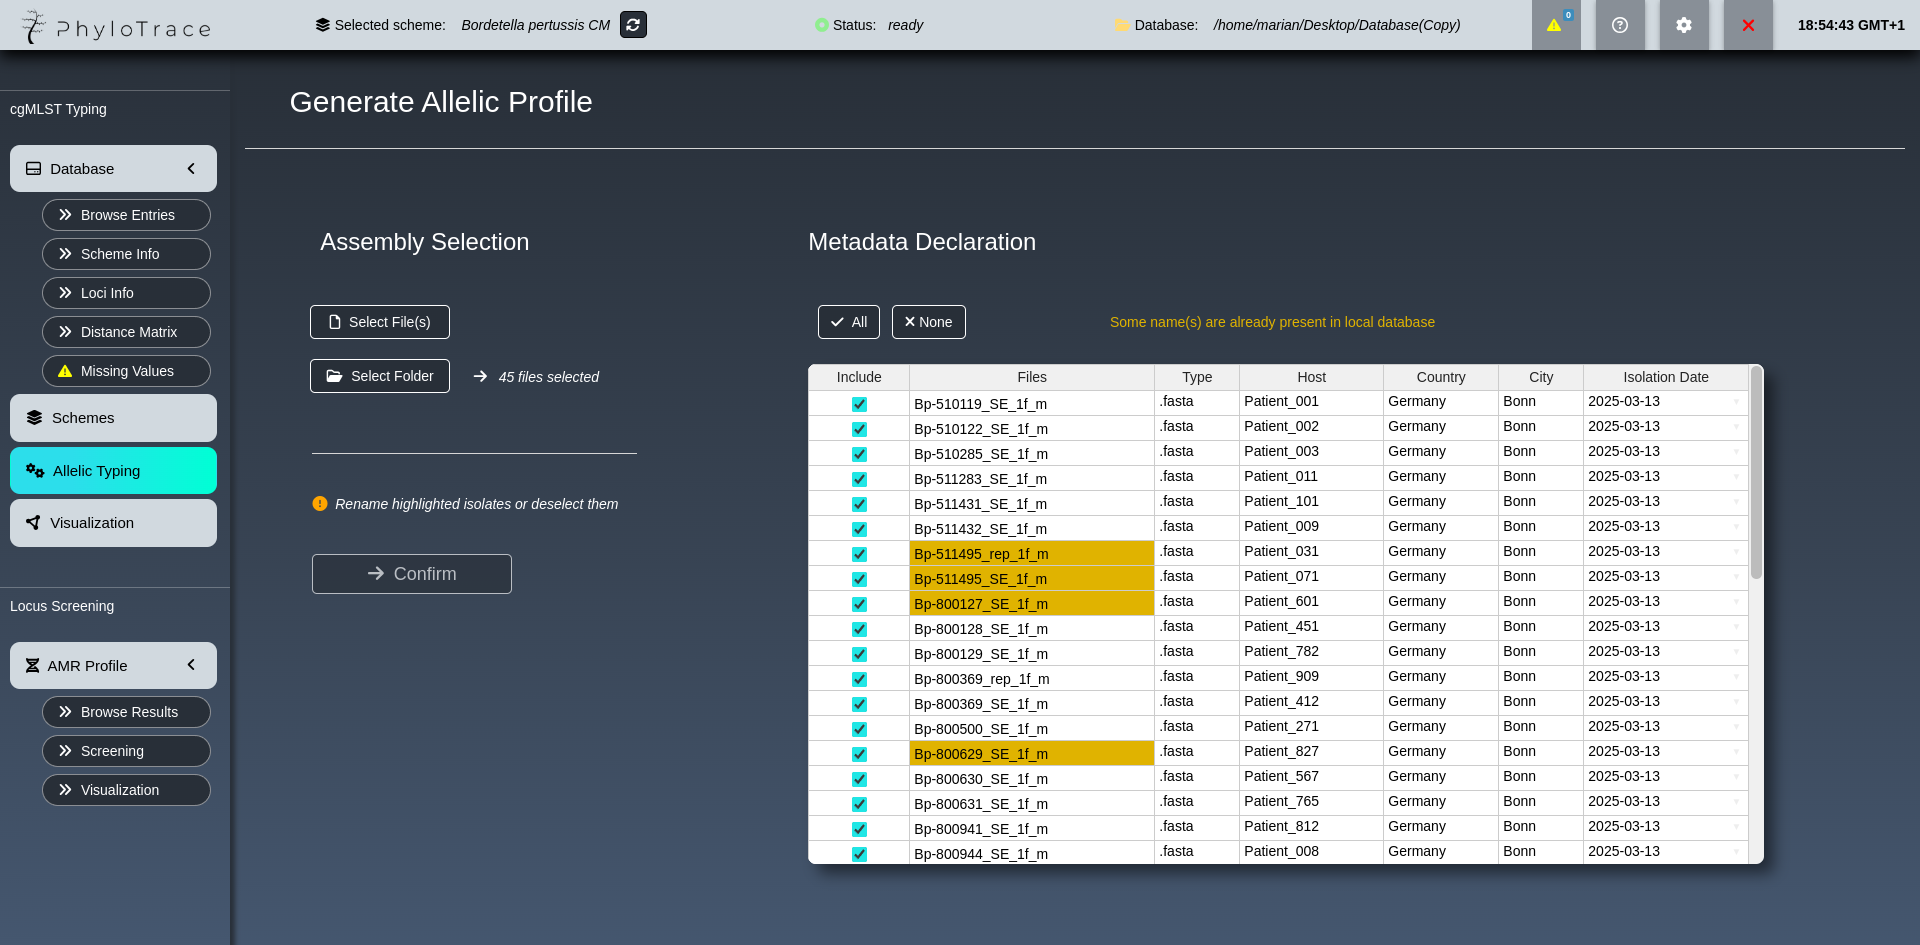 PhyloTrace
Selected scheme: Bordetella pertussis CM
Status: ready
Database: /home/marian/Desktop/Database(Copy)
0
18:54:43 GMT+1
cgMLST Typing
Database
Browse Entries
Scheme Info
Loci Info
Distance Matrix
Missing Values
Schemes
Allelic Typing
Visualization
Locus Screening
AMR Profile
Browse Results
Screening
Visualization
Generate Allelic Profile
Assembly Selection
Select File(s)
Select Folder
45 files selected
Rename highlighted isolates or deselect them
Confirm
Metadata Declaration
All
None
Some name(s) are already present in local database
Include Files Type Host Country City Isolation Date
Bp-510119_SE_1f_m .fasta Patient_001 Germany Bonn 2025-03-13
Bp-510122_SE_1f_m .fasta Patient_002 Germany Bonn 2025-03-13
Bp-510285_SE_1f_m .fasta Patient_003 Germany Bonn 2025-03-13
Bp-511283_SE_1f_m .fasta Patient_011 Germany Bonn 2025-03-13
Bp-511431_SE_1f_m .fasta Patient_101 Germany Bonn 2025-03-13
Bp-511432_SE_1f_m .fasta Patient_009 Germany Bonn 2025-03-13
Bp-511495_rep_1f_m .fasta Patient_031 Germany Bonn 2025-03-13
Bp-511495_SE_1f_m .fasta Patient_071 Germany Bonn 2025-03-13
Bp-800127_SE_1f_m .fasta Patient_601 Germany Bonn 2025-03-13
Bp-800128_SE_1f_m .fasta Patient_451 Germany Bonn 2025-03-13
Bp-800129_SE_1f_m .fasta Patient_782 Germany Bonn 2025-03-13
Bp-800369_rep_1f_m .fasta Patient_909 Germany Bonn 2025-03-13
Bp-800369_SE_1f_m .fasta Patient_412 Germany Bonn 2025-03-13
Bp-800500_SE_1f_m .fasta Patient_271 Germany Bonn 2025-03-13
Bp-800629_SE_1f_m .fasta Patient_827 Germany Bonn 2025-03-13
Bp-800630_SE_1f_m .fasta Patient_567 Germany Bonn 2025-03-13
Bp-800631_SE_1f_m .fasta Patient_765 Germany Bonn 2025-03-13
Bp-800941_SE_1f_m .fasta Patient_812 Germany Bonn 2025-03-13
Bp-800944_SE_1f_m .fasta Patient_008 Germany Bonn 2025-03-13